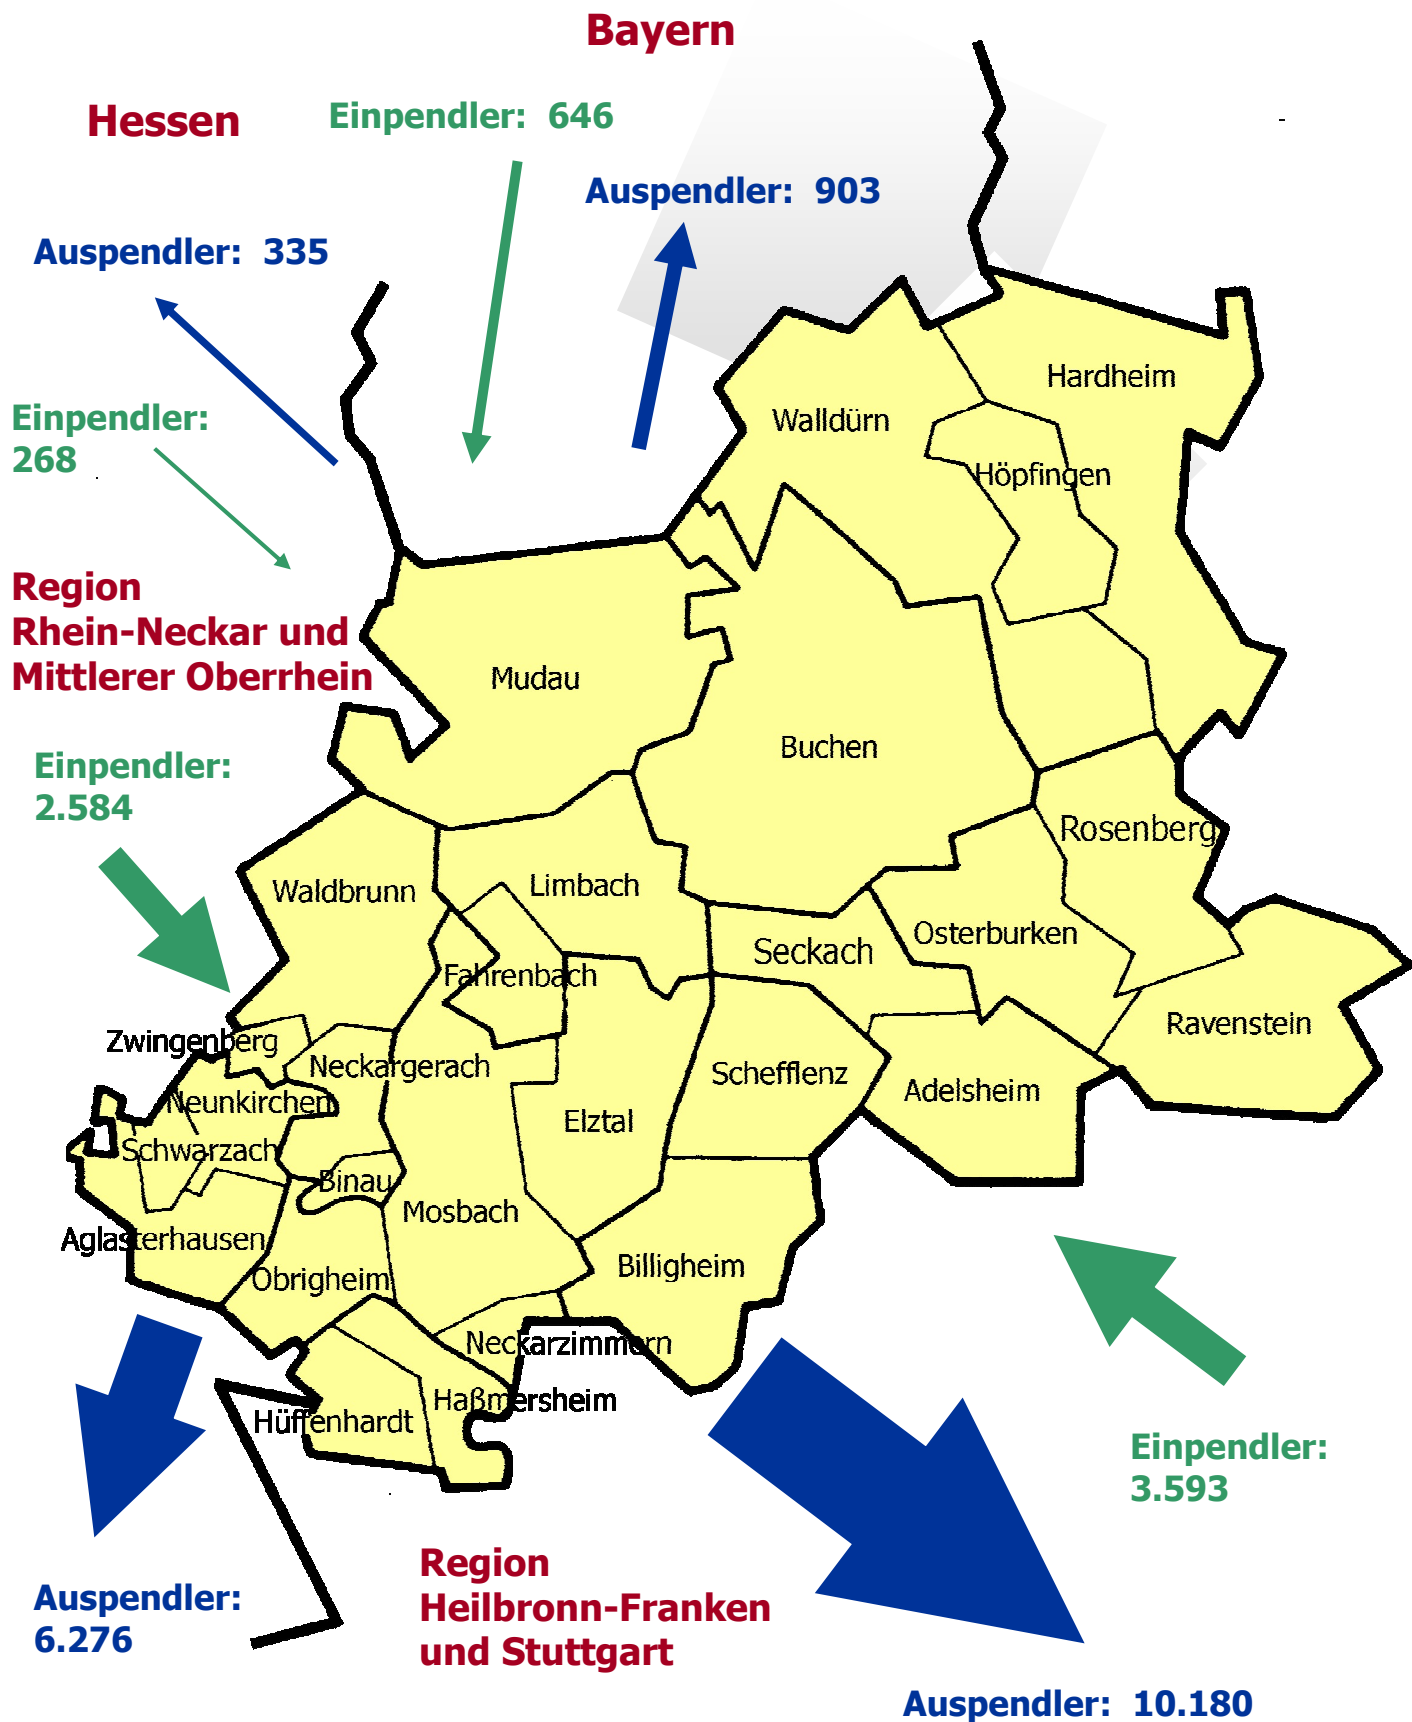 Bayern
Hessen
Einpendler: 646
Auspendler: 903
Auspendler: 335
Einpendler:
268
Region
Rhein-Neckar und
Mittlerer Oberrhein
Einpendler:
2.584
Hardheim
Walldürn
Höpfingen
Mudau
Buchen
Rosenberg
Waldbrunn
Limbach
Osterburken
Seckach
Fahrenbach
Ravenstein
Zwingenberg
Neckargerach
Schefflenz
Adelsheim
Neunkirchen
Elztal
Schwarzach
Binau
Mosbach
Aglasterhausen
Billigheim
Obrigheim
Neckarzimmern
Haßmersheim
Hüffenhardt
Einpendler:
3.593
Region
Heilbronn-Franken
und Stuttgart
Auspendler:
6.276
Auspendler: 10.180